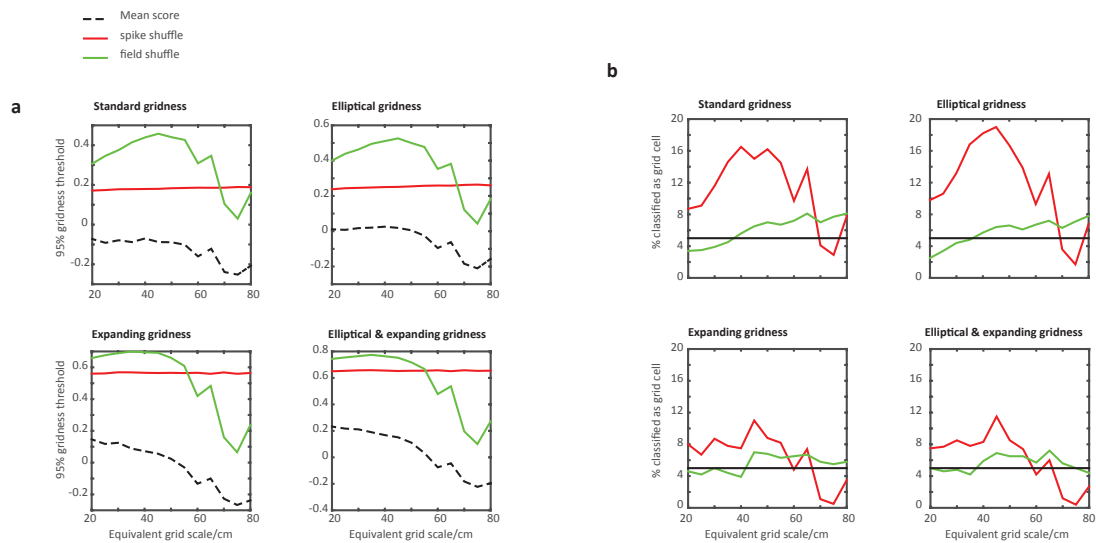 Mean score
spike shuffle
field shuffle
a
Standard gridness
Elliptical gridness
95% gridness threshold
0.4
0.2
0
-0.2
20 40 60 80
0.6
0.4
0.2
0
-0.2
20 40 60 80
Expanding gridness
Elliptical & expanding gridness
95% gridness threshold
0.6
0.4
0.2
0
-0.2
20 40 60 80
Equivalent grid scale/cm
0.8
0.6
0.4
0.2
0
-0.2
-0.4
20 40 60 80
Equivalent grid scale/cm
b
Standard gridness
Elliptical gridness
% classified as grid cell
20
16
12
8
4
0
20 40 60 80
20
16
12
8
4
0
20 40 60 80
Expanding gridness
Elliptical & expanding gridness
% classified as grid cell
20
16
12
8
4
0
20 40 60 80
Equivalent grid scale/cm
20
16
12
8
4
0
20 40 60 80
Equivalent grid scale/cm